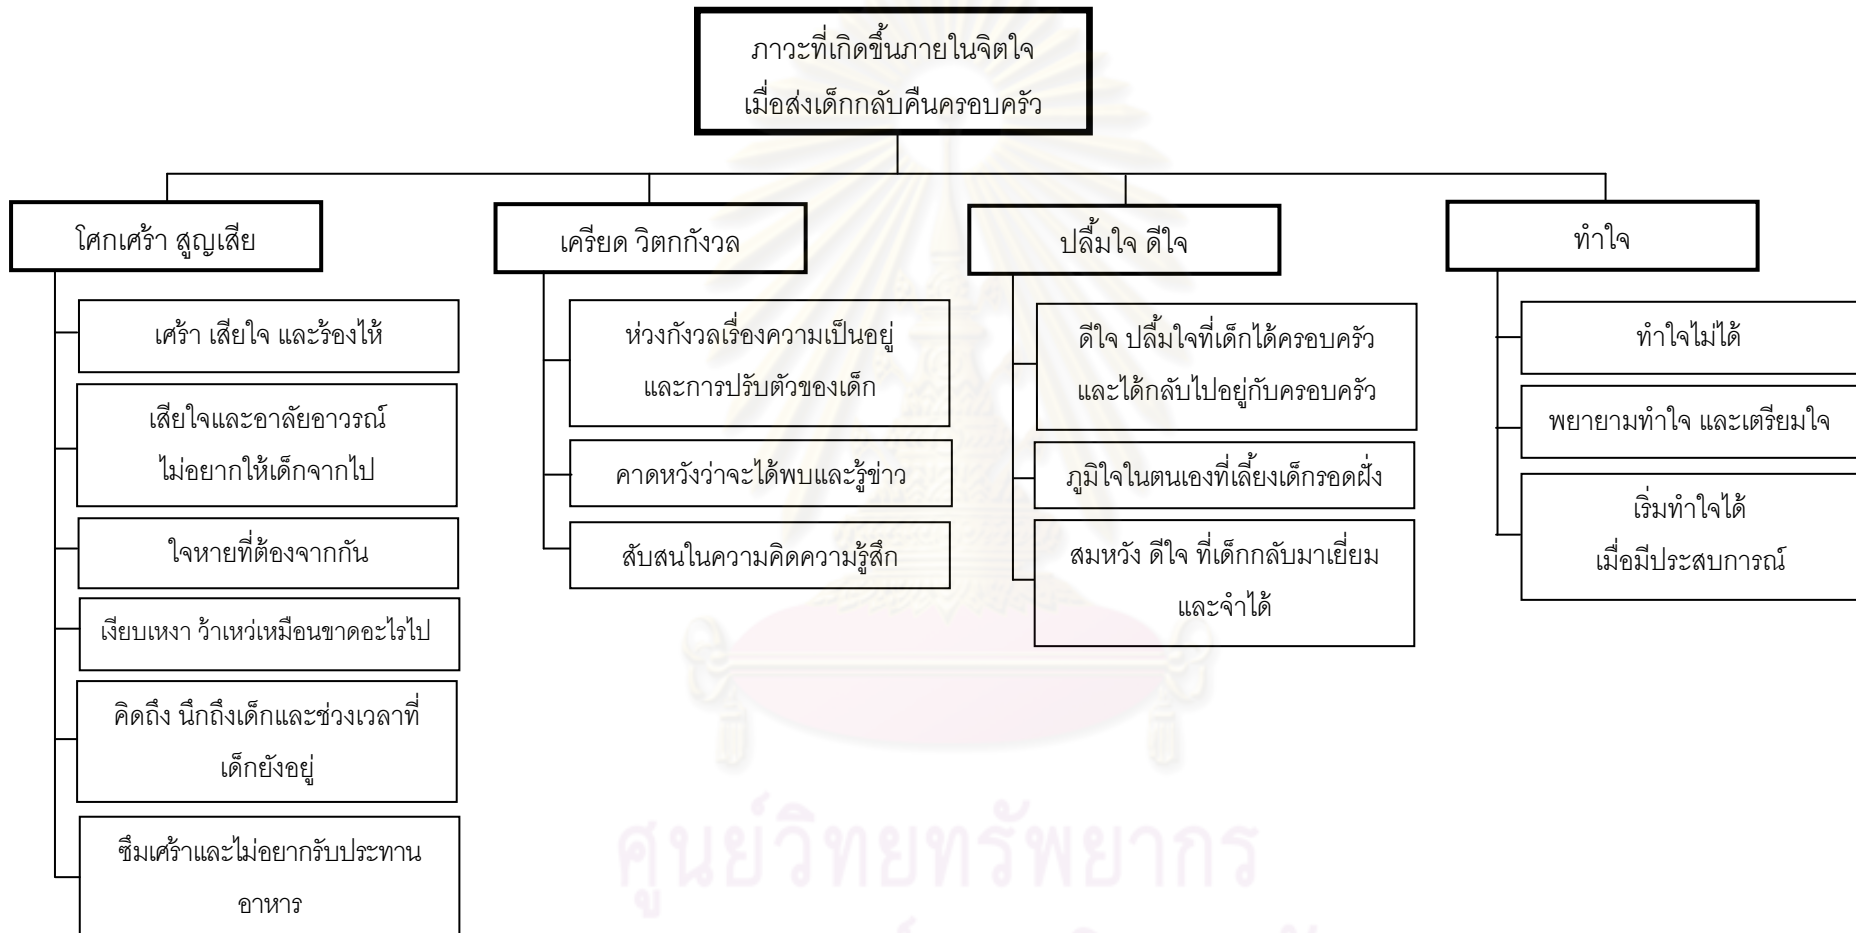 ภาวะที่เกิดขึ้นภายในจิตใจ
เมื่อส่งเด็กกลับคืนครอบครัว
โศกเศร้า สูญเสีย
เศร้า เสียใจ และร้องไห้
เสียใจและอาลัยอาวรณ์
ไม่อยากให้เด็กจากไป
ใจหายที่ต้องจากกัน
เงียบเหงา ว้าเหว่เหมือนขาดอะไรไป
คิดถึง นึกถึงเด็กและช่วงเวลาที่
เด็กยังอยู่
ซึมเศร้าและไม่อยากรับประทาน
อาหาร
เครียด วิตกกังวล
ห่วงกังวลเรื่องความเป็นอยู่
และการปรับตัวของเด็ก
คาดหวังว่าจะได้พบและรู้ข่าว
สับสนในความคิดความรู้สึก
ปลื้มใจ ดีใจ
ดีใจ ปลื้มใจที่เด็กได้ครอบครัว
และได้กลับไปอยู่กับครอบครัว
ภูมิใจในตนเองที่เลี้ยงเด็กรอดฝั่ง
สมหวัง ดีใจ ที่เด็กกลับมาเยี่ยม
และจำได้
ทำใจ
ทำใจไม่ได้
พยายามทำใจ และเตรียมใจ
เริ่มทำใจได้
เมื่อมีประสบการณ์
ศูนย์วิทยทรัพยากร